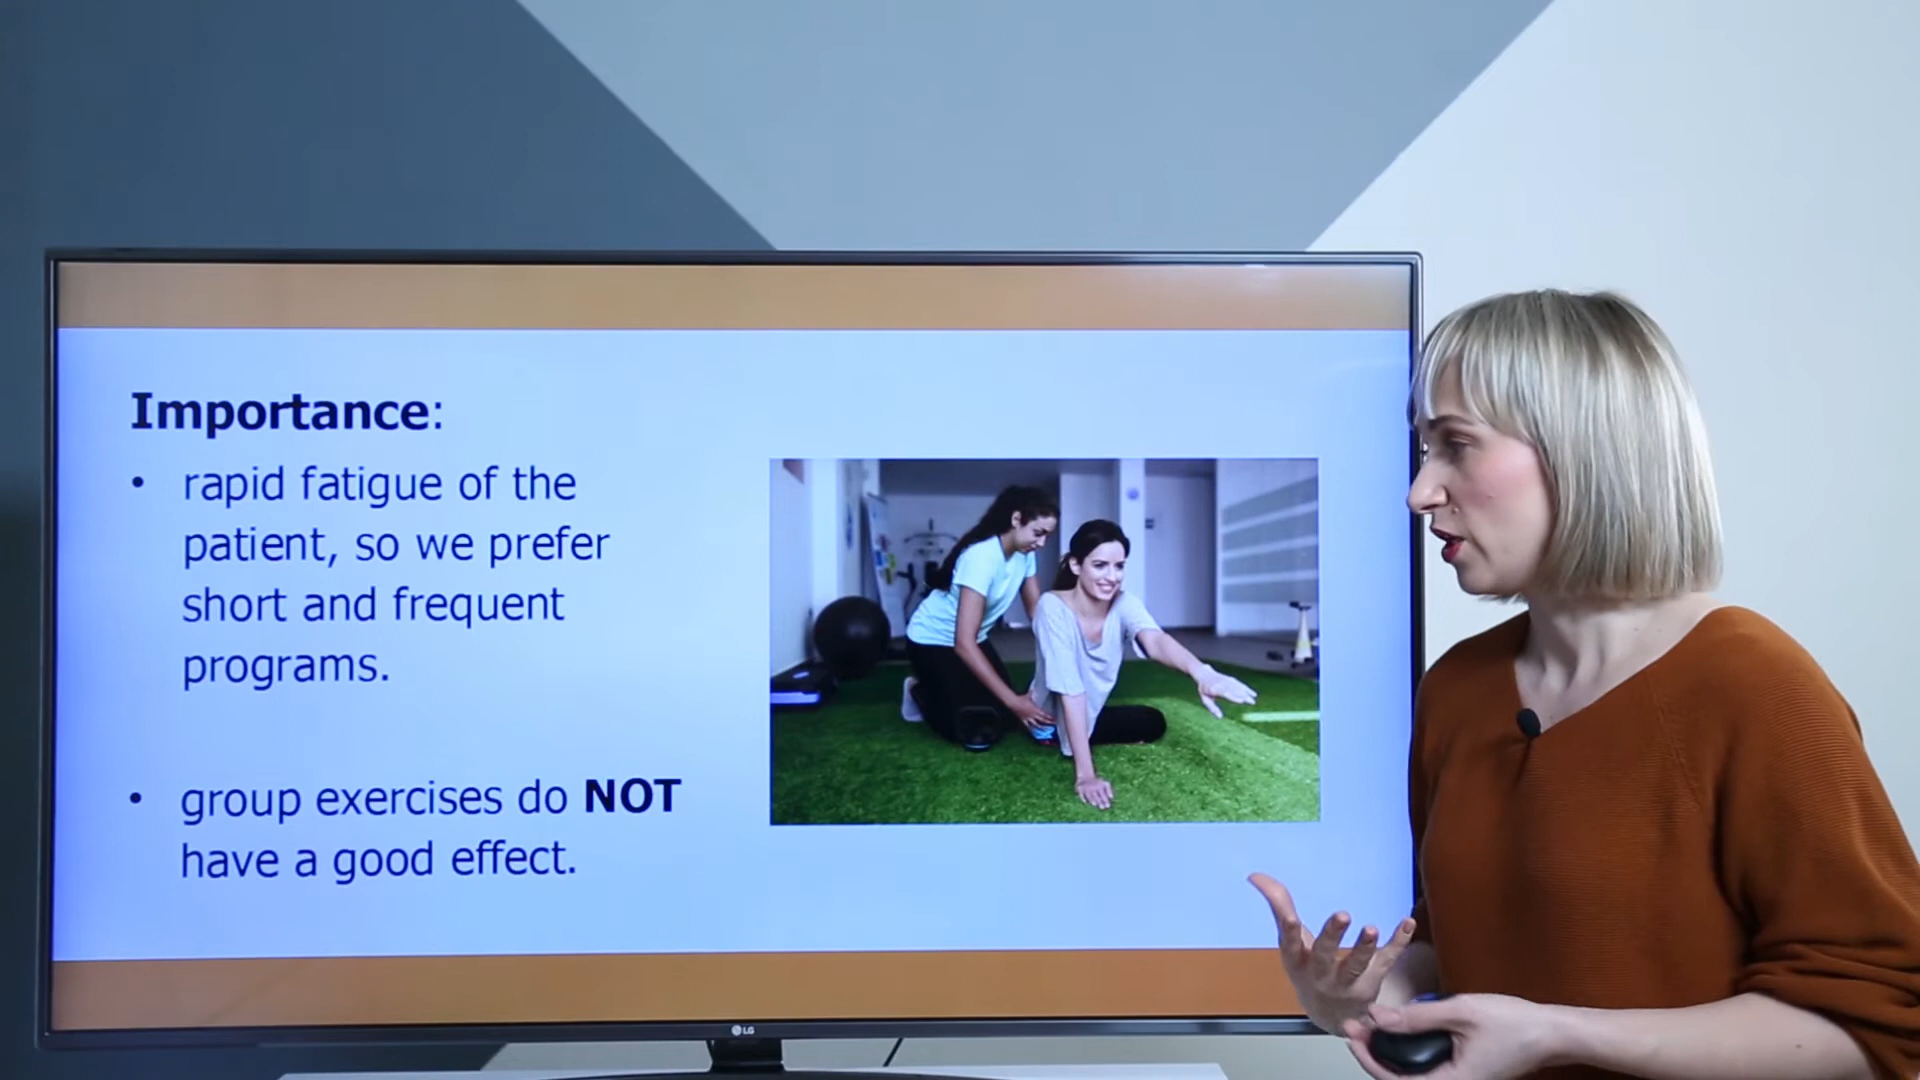 Importance:
• rapid fatigue of the
patient, so we prefer
short and frequent
programs.
• group exercises do NOT
have a good effect.
LG